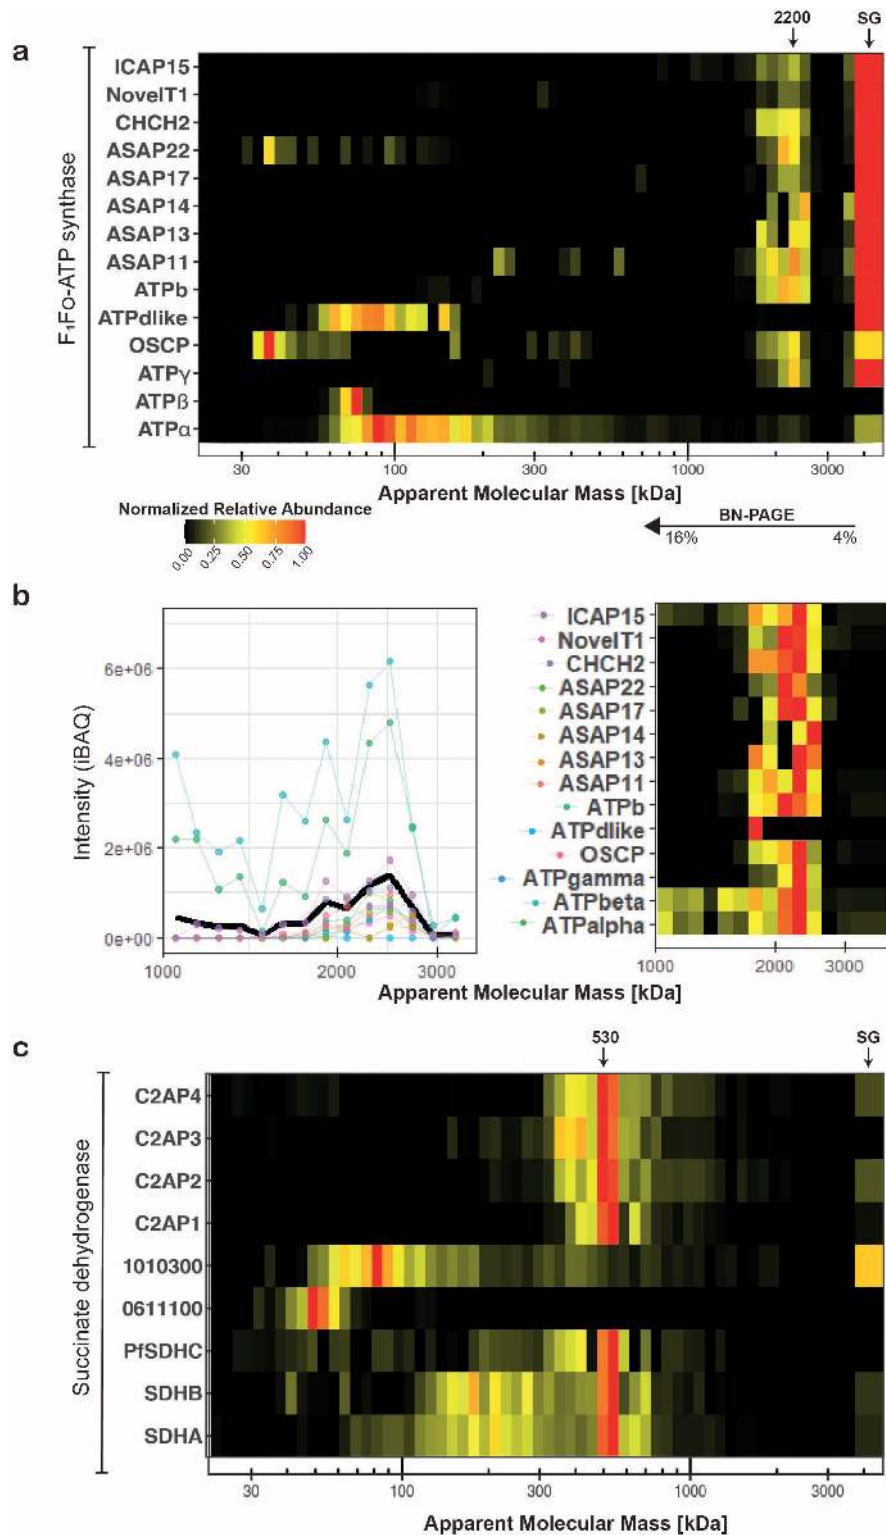 a
2200 SG
F₁FO-ATP synthase
ICAP15
NovelT1
CHCH2
ASAP22
ASAP17
ASAP14
ASAP13
ASAP11
ATPb
ATPdlike
OSCP
ATPγ
ATPβ
ATPα
30 100 300 1000 3000
Apparent Molecular Mass [kDa]
Normalized Relative Abundance
0.00 0.25 0.50 0.75 1.00
BN-PAGE
16% 4%
b
Intensity (iBAQ)
6e+06
4e+06
2e+06
0e+00
1000 2000 3000
ICAP15
NovelT1
CHCH2
ASAP22
ASAP17
ASAP14
ASAP13
ASAP11
ATPb
ATPdlike
OSCP
ATPgamma
ATPbeta
ATPalpha
1000 2000 3000
Apparent Molecular Mass [kDa]
c
530 SG
Succinate dehydrogenase
C2AP4
C2AP3
C2AP2
C2AP1
1010300
0611100
PfSDHC
SDHB
SDHA
30 100 300 1000 3000
Apparent Molecular Mass [kDa]